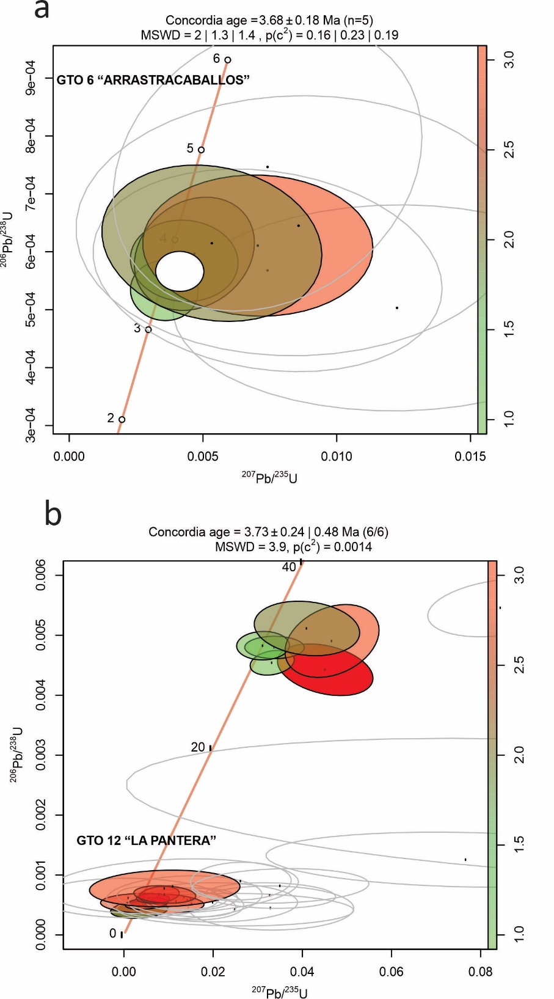 a
Concordia age =3.68 ± 0.18 Ma (n=5)
MSWD = 2 | 1.3 | 1.4 , p(c²) = 0.16 | 0.23 | 0.19
GTO 6 “ARRASTRACABALLOS”
6
5
4
3
2
9e−04
8e−04
7e−04
6e−04
5e−04
4e−04
3e−04
²⁰⁶Pb/²³⁸U
3.0
2.5
2.0
1.5
1.0
0.000 0.005 0.010 0.015
²⁰⁷Pb/²³⁵U
b
Concordia age = 3.73 ± 0.24 | 0.48 Ma (6/6)
MSWD = 3.9, p(c²) = 0.0014
40
20
GTO 12 “LA PANTERA”
0
0.006
0.005
0.004
0.003
0.002
0.001
0.000
²⁰⁶Pb/²³⁸U
3.0
2.5
2.0
1.5
1.0
0.00 0.02 0.04 0.06 0.08
²⁰⁷Pb/²³⁵U